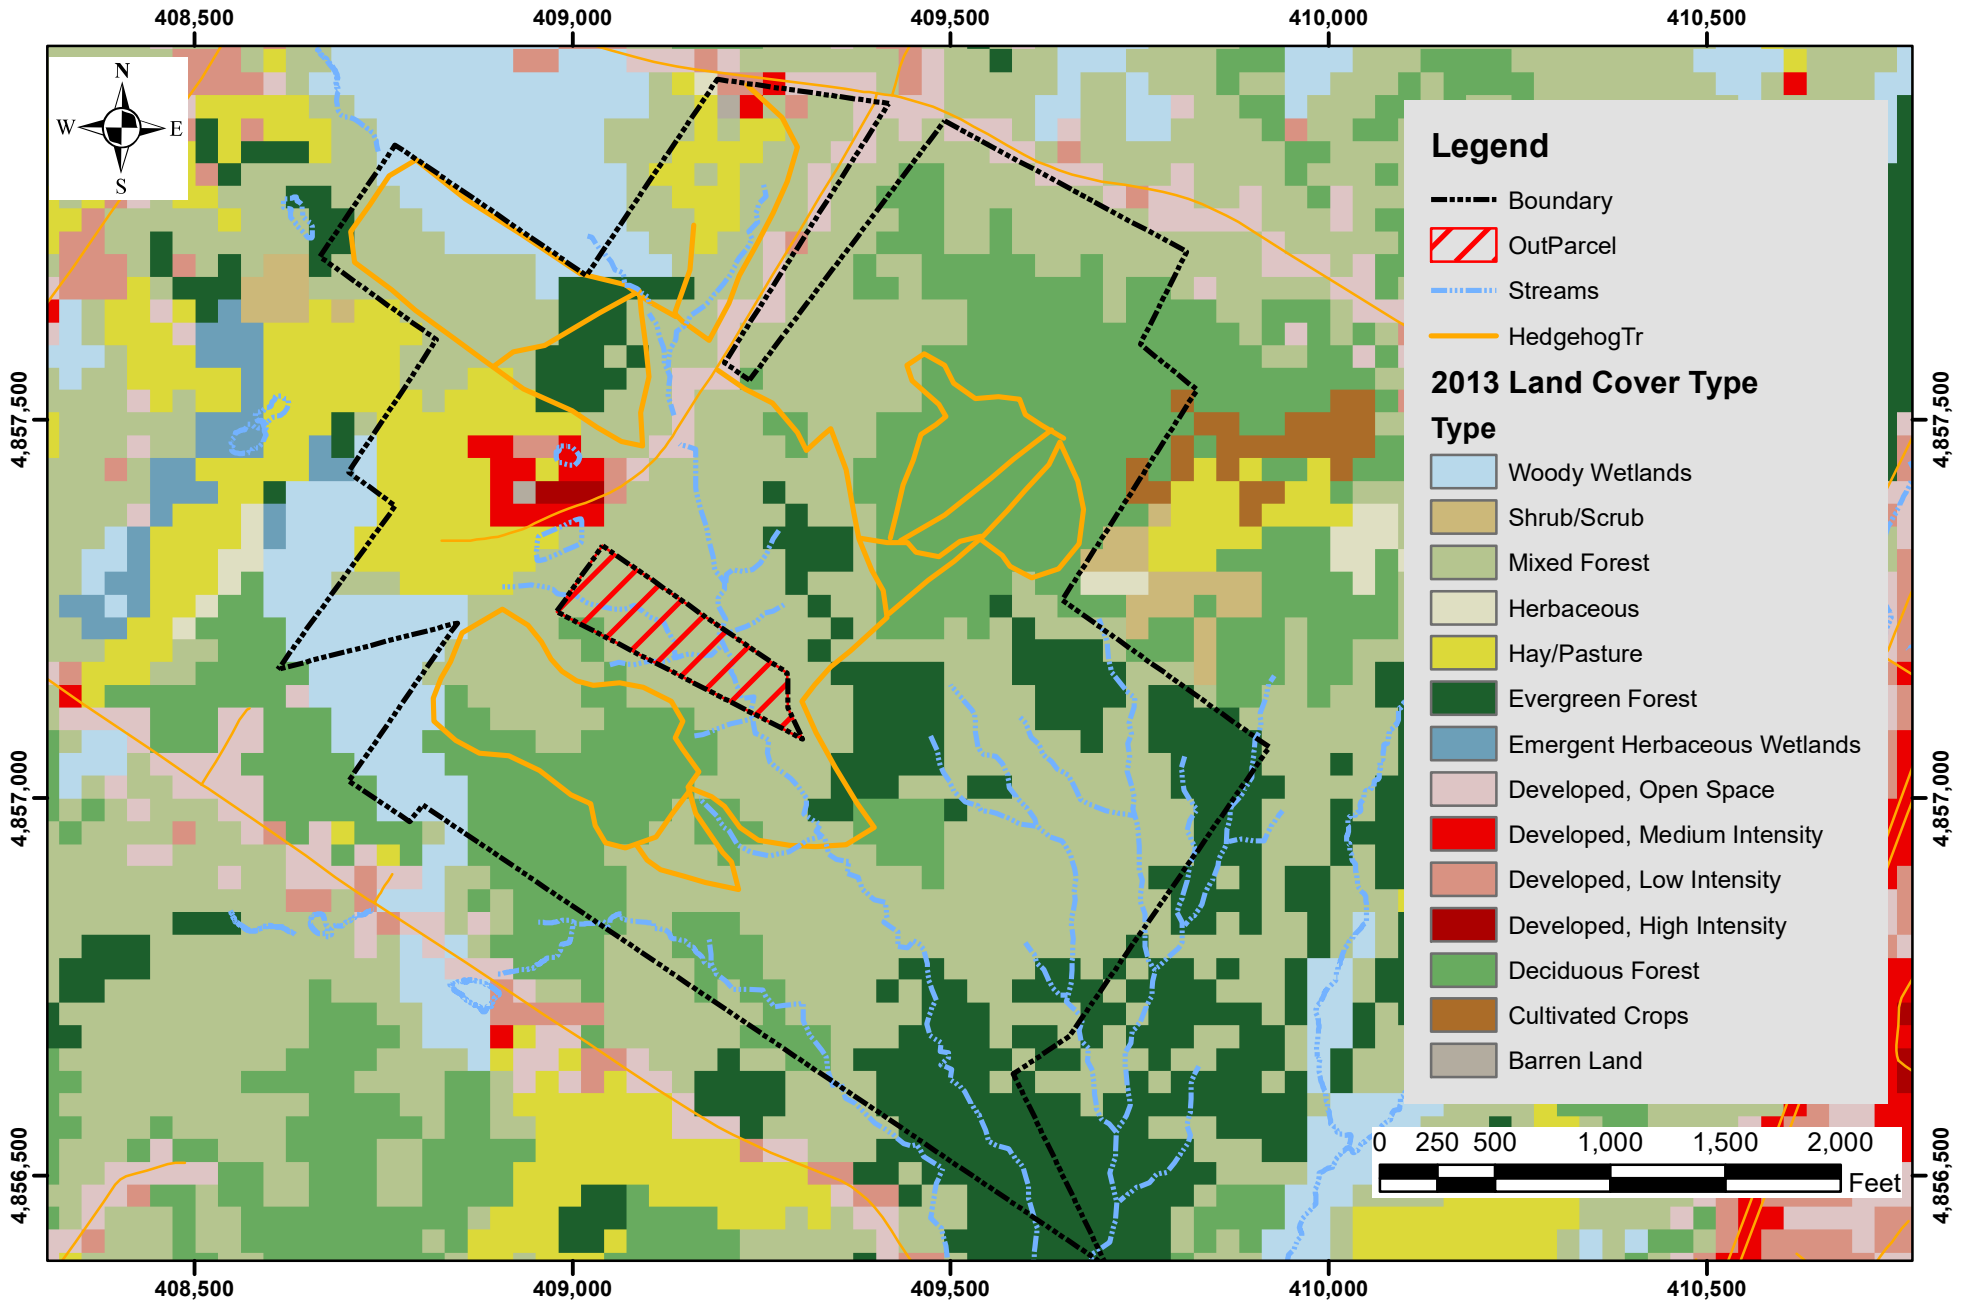 408,500 409,000 409,500 410,000 410,500
N
W E
S
Legend
Boundary
OutParcel
Streams
HedgehogTr
2013 Land Cover Type
Type
Woody Wetlands
Shrub/Scrub
Mixed Forest
Herbaceous
Hay/Pasture
Evergreen Forest
Emergent Herbaceous Wetlands
Developed, Open Space
Developed, Medium Intensity
Developed, Low Intensity
Developed, High Intensity
Deciduous Forest
Cultivated Crops
Barren Land
4,857,500 4,857,500
4,857,000 4,857,000
4,856,500 4,856,500
0 250 500 1,000 1,500 2,000
Feet
408,500 409,000 409,500 410,000 410,500